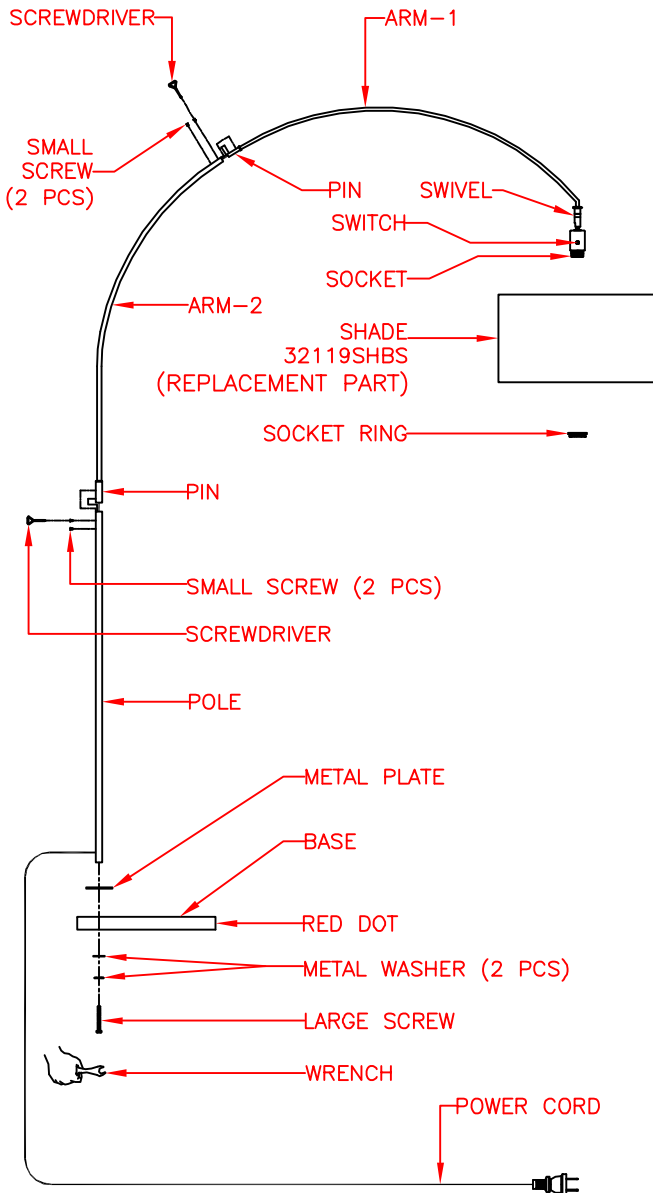 SCREWDRIVER
ARM-1
SMALL
SCREW
(2 PCS)
PIN
SWIVEL
SWITCH
SOCKET
ARM-2
SHADE
32119SHBS
(REPLACEMENT PART)
SOCKET RING
PIN
SMALL SCREW (2 PCS)
SCREWDRIVER
POLE
METAL PLATE
BASE
RED DOT
METAL WASHER (2 PCS)
LARGE SCREW
WRENCH
POWER CORD